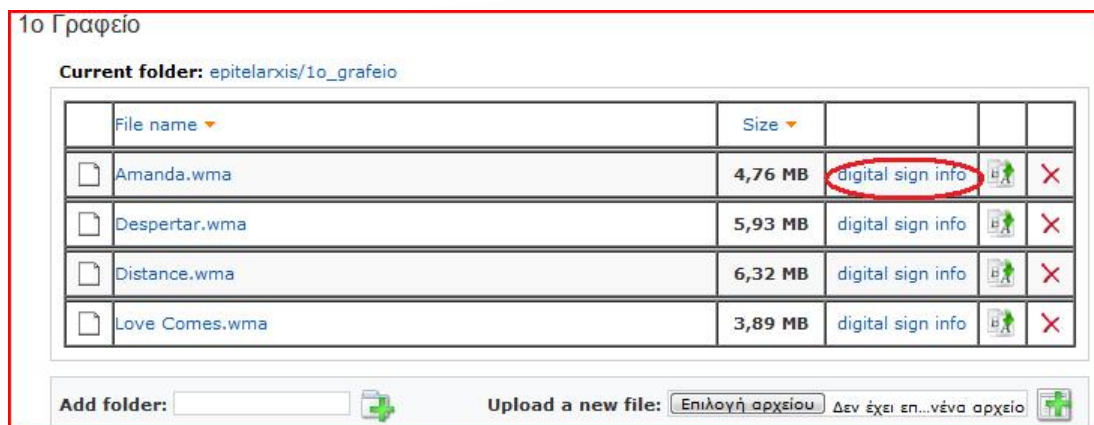 1ο Γραφείο
Current folder: epitelarxis/1o_grafeio
File name Size
Amanda.wma 4,76 MB digital sign info
Despertar.wma 5,93 MB digital sign info
Distance.wma 6,32 MB digital sign info
Love Comes.wma 3,89 MB digital sign info
Add folder: Upload a new file: Επιλογή αρχείου Δεν έχει επ...νένα αρχείο